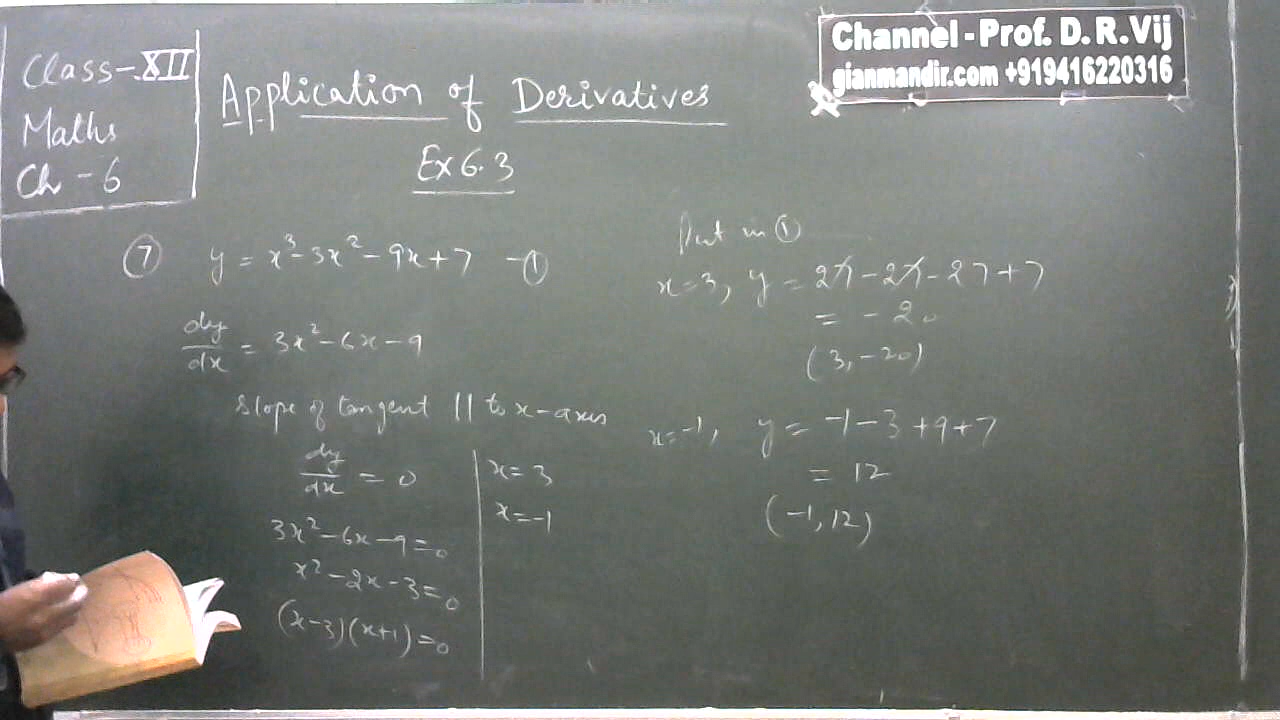 Class-XII
Maths
Ch-6
Application of Derivatives
Ex 6.3
Channel - Prof. D. R. Vij
gianmandir.com +919416220316
⑦ y = x³-3x²-9x+7 -①
dy/dx = 3x²-6x-9
Slope of tangent || to x-axis
dy/dx = 0
3x²-6x-9=0
x²-2x-3=0
(x-3)(x+1)=0
x=3
x=-1
Put in ①
x=3, y = 27-27-27+7
= -20
(3,-20)
x=-1, y = -1-3+9+7
= 12
(-1,12)